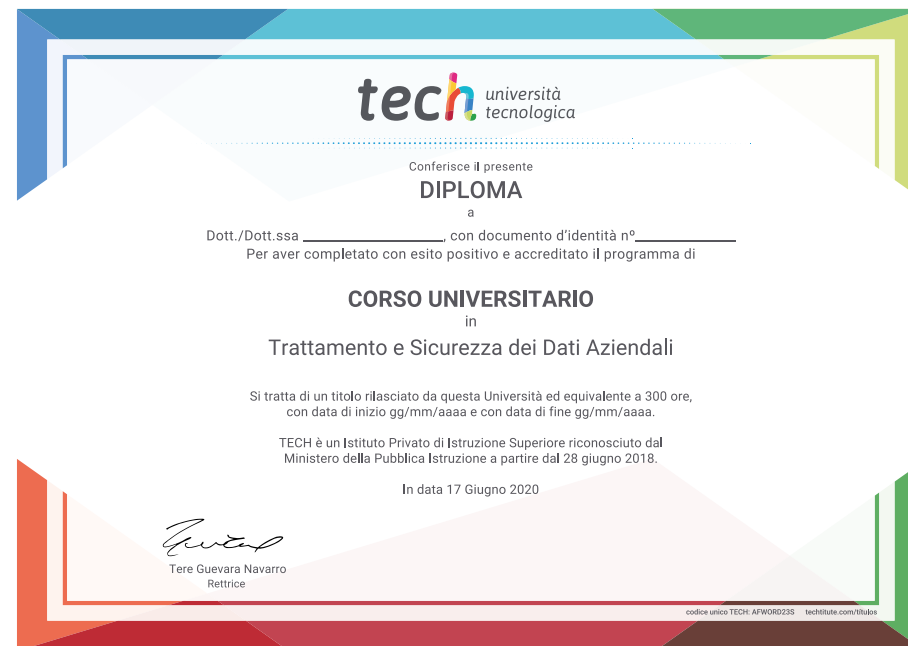 tech università
tecnologica
Conferisce il presente
DIPLOMA
a
Dott./Dott.ssa ____________________, con documento d'identità nº______________
Per aver completato con esito positivo e accreditato il programma di
CORSO UNIVERSITARIO
in
Trattamento e Sicurezza dei Dati Aziendali
Si tratta di un titolo rilasciato da questa Università ed equivalente a 300 ore,
con data di inizio gg/mm/aaaa e con data di fine gg/mm/aaaa.
TECH è un Istituto Privato di Istruzione Superiore riconosciuto dal
Ministero della Pubblica Istruzione a partire dal 28 giugno 2018.
In data 17 Giugno 2020
Tere Guevara Navarro
Rettrice
codice unico TECH: AFWORD23S techtitute.com/títulos